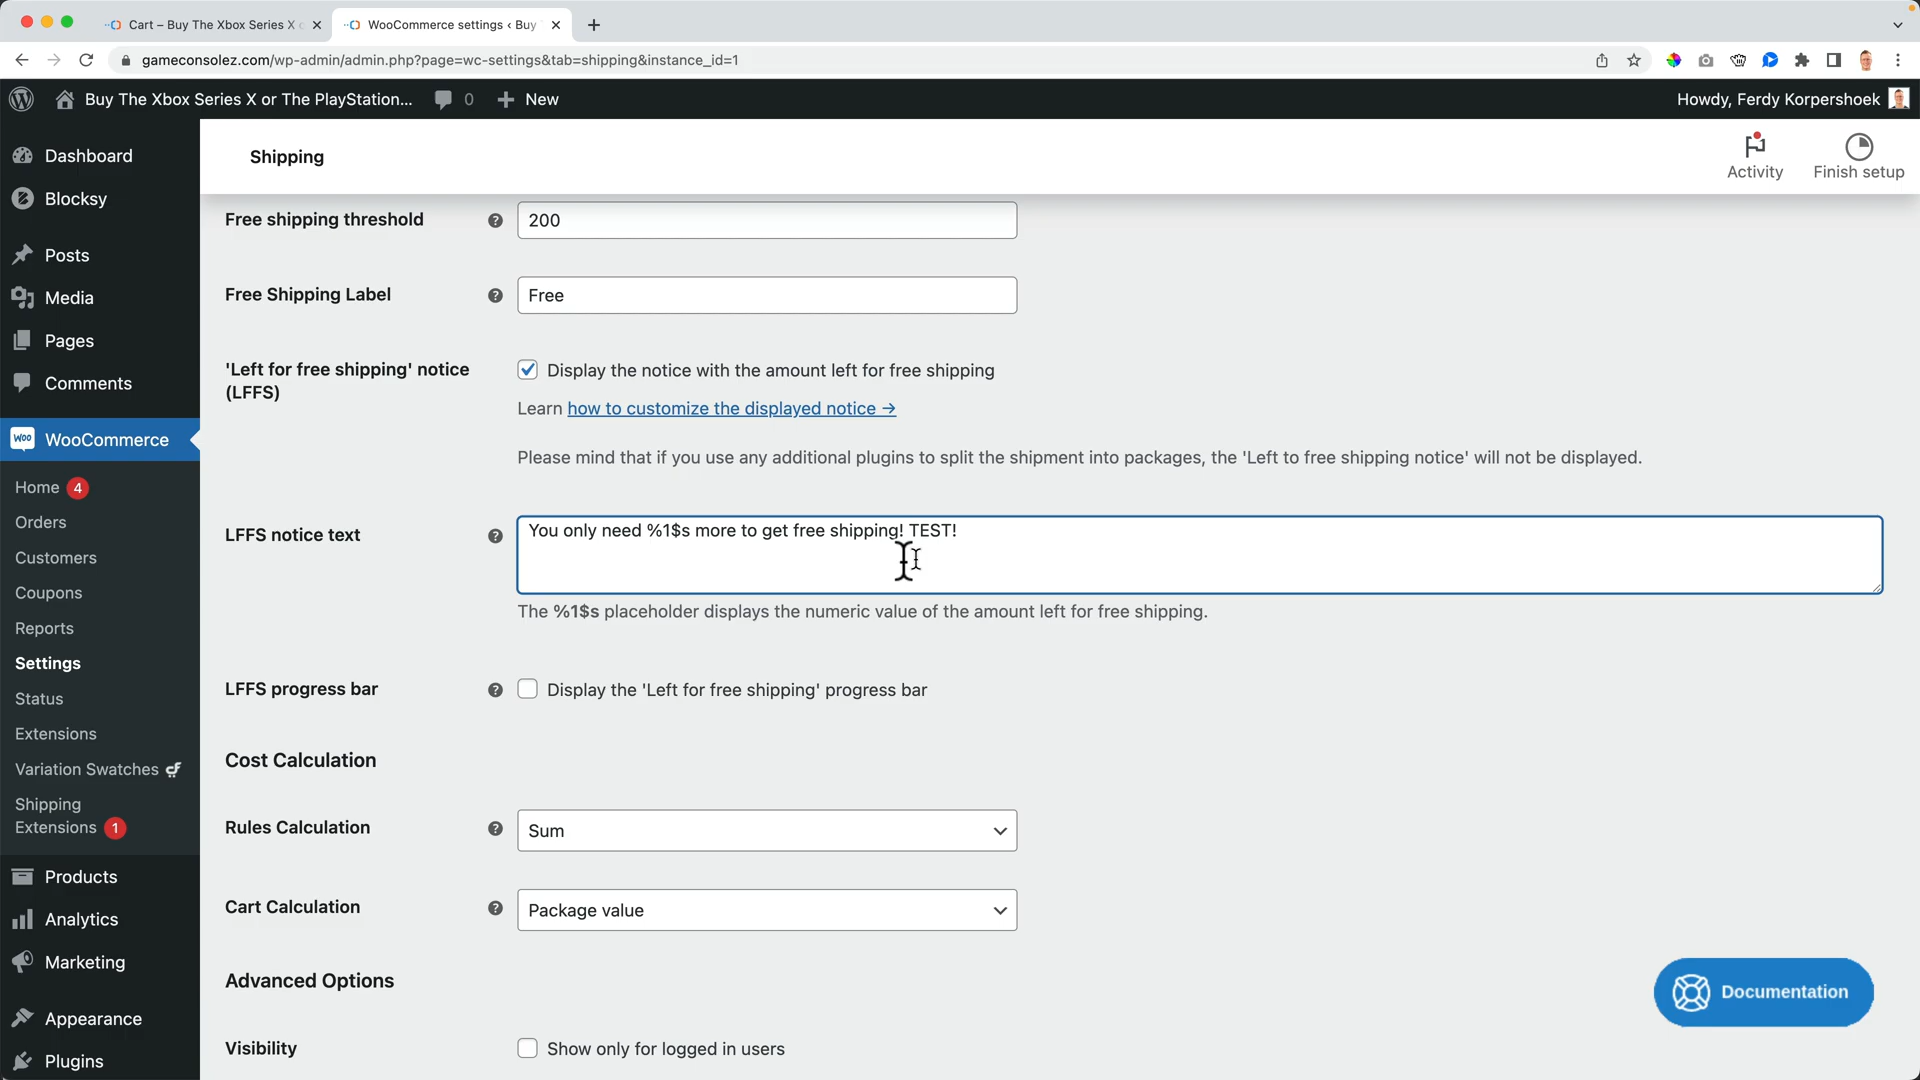 Cart – Buy The Xbox Series X
WooCommerce settings ‹ Buy
gameconsolez.com/wp-admin/admin.php?page=wc-settings&tab=shipping&instance_id=1
Buy The Xbox Series X or The PlayStation...
0
New
Howdy, Ferdy Korpershoek
Dashboard
Blocksy
Posts
Media
Pages
Comments
WOO
WooCommerce
Home 4
Orders
Customers
Coupons
Reports
Settings
Status
Extensions
Variation Swatches
Shipping
Extensions 1
Products
Analytics
Marketing
Appearance
Plugins
Shipping
Activity
Finish setup
Free shipping threshold
200
Free Shipping Label
Free
'Left for free shipping' notice
(LFFS)
Display the notice with the amount left for free shipping
Learn how to customize the displayed notice →
Please mind that if you use any additional plugins to split the shipment into packages, the 'Left to free shipping notice' will not be displayed.
LFFS notice text
You only need %1$s more to get free shipping! TEST!
The %1$s placeholder displays the numeric value of the amount left for free shipping.
LFFS progress bar
Display the 'Left for free shipping' progress bar
Cost Calculation
Rules Calculation
Sum
Cart Calculation
Package value
Advanced Options
Visibility
Show only for logged in users
Documentation